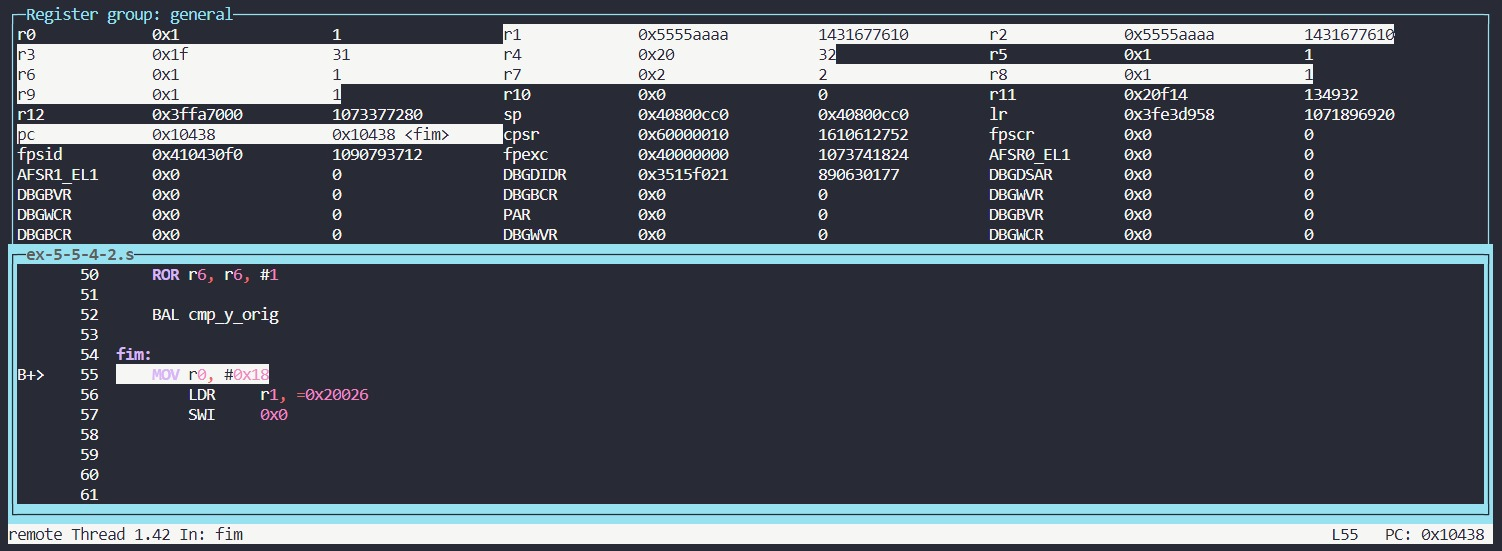 Register group: general
r0 0x1 1 r1 0x5555aaaa 1431677610 r2 0x5555aaaa 1431677610
r3 0x1f 31 r4 0x20 32 r5 0x1 1
r6 0x1 1 r7 0x2 2 r8 0x1 1
r9 0x1 1 r10 0x0 0 r11 0x20f14 134932
r12 0x3ffa7000 1073377280 sp 0x40800cc0 0x40800cc0 lr 0x3fe3d958 1071896920
pc 0x10438 0x10438 <fim> cpsr 0x60000010 1610612752 fpscr 0x0 0
fpsid 0x410430f0 1090793712 fpexc 0x40000000 1073741824 AFSR0_EL1 0x0 0
AFSR1_EL1 0x0 0 DBGDIDR 0x3515f021 890630177 DBGDSAR 0x0 0
DBGBVR 0x0 0 DBGBCR 0x0 0 DBGWVR 0x0 0
DBGWCR 0x0 0 PAR 0x0 0 DBGBVR 0x0 0
DBGBCR 0x0 0 DBGWVR 0x0 0 DBGWCR 0x0 0
ex-5-5-4-2.s
50 ROR r6, r6, #1
51
52 BAL cmp_y_orig
53
54 fim:
B+> 55 MOV r0, #0x18
56 LDR r1, =0x20026
57 SWI 0x0
58
59
60
61
remote Thread 1.42 In: fim L55 PC: 0x10438